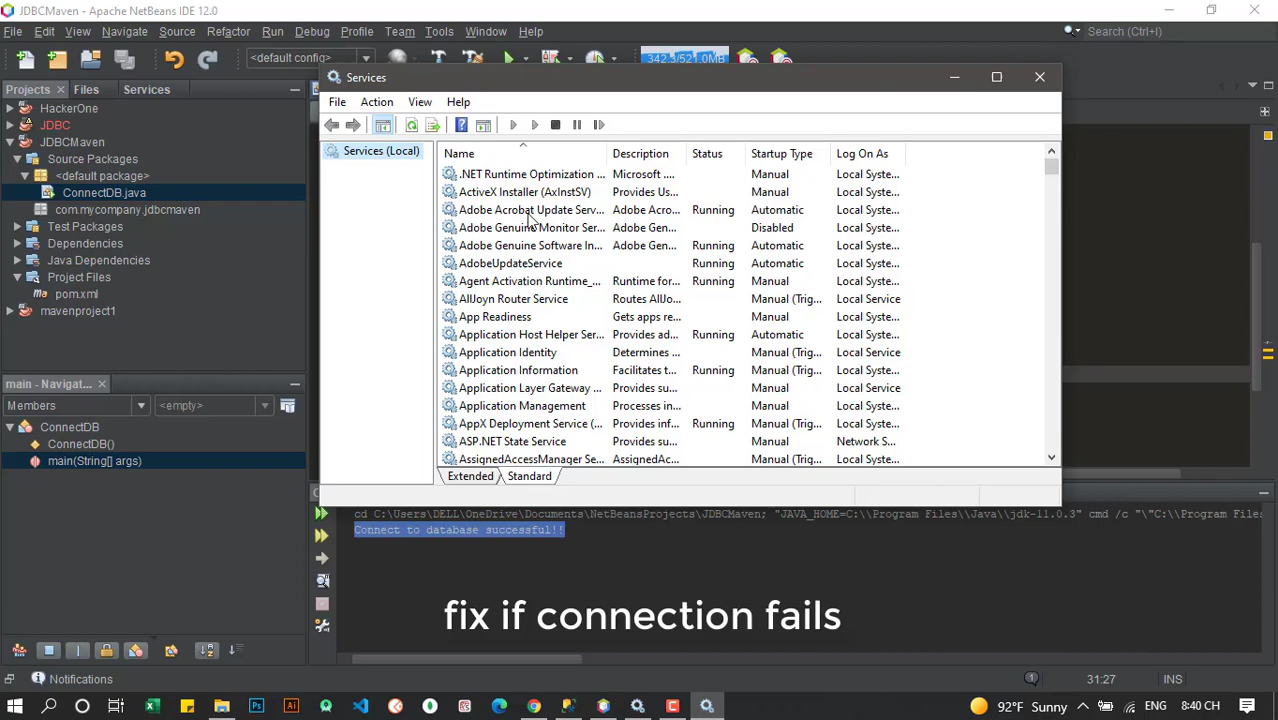 JDBCMaven - Apache NetBeans IDE 12.0
File Edit View Navigate Source Refactor Run Debug Profile Team Tools Window Help
Search (Ctrl+I)
<default config>
342.3/521.0MB
Projects Files Services
HackerOne
JDBC
JDBCMaven
Source Packages
<default package>
ConnectDB.java
com.mycompany.jdbcmaven
Test Packages
Dependencies
Java Dependencies
Project Files
pom.xml
mavenproject1
main - Navigat...
Members
<empty>
ConnectDB
ConnectDB()
main(String[] args)
Services
File Action View Help
Services (Local)
Name Description Status Startup Type Log On As
.NET Runtime Optimization ... Microsoft .... Manual Local Syste...
ActiveX Installer (AxInstSV) Provides Us... Manual Local Syste...
Adobe Acrobat Update Serv... Adobe Acro... Running Automatic Local Syste...
Adobe Genuine Monitor Ser... Adobe Gen... Disabled Local Syste...
Adobe Genuine Software In... Adobe Gen... Running Automatic Local Syste...
AdobeUpdateService Running Automatic Local Syste...
Agent Activation Runtime_... Runtime for... Running Manual Local Syste...
AllJoyn Router Service Routes AllJo... Manual (Trig... Local Service
App Readiness Gets apps re... Manual Local Syste...
Application Host Helper Ser... Provides ad... Running Automatic Local Syste...
Application Identity Determines ... Manual (Trig... Local Service
Application Information Facilitates t... Running Manual (Trig... Local Syste...
Application Layer Gateway ... Provides su... Manual Local Service
Application Management Processes in... Manual Local Syste...
AppX Deployment Service (... Provides inf... Running Manual (Trig... Local Syste...
ASP.NET State Service Provides su... Manual Network S...
AssignedAccessManager Se... AssignedAc... Manual (Trig... Local Syste...
Extended Standard
cd C:\Users\DELL\OneDrive\Documents\NetBeansProjects\JDBCMaven; "JAVA_HOME=C:\\Program Files\\Java\\jdk-11.0.3" cmd /c "\"C:\\Program Files
Connect to database successful!!
fix if connection fails
Notifications
1
31:27
INS
92°F Sunny
ENG
8:40 CH